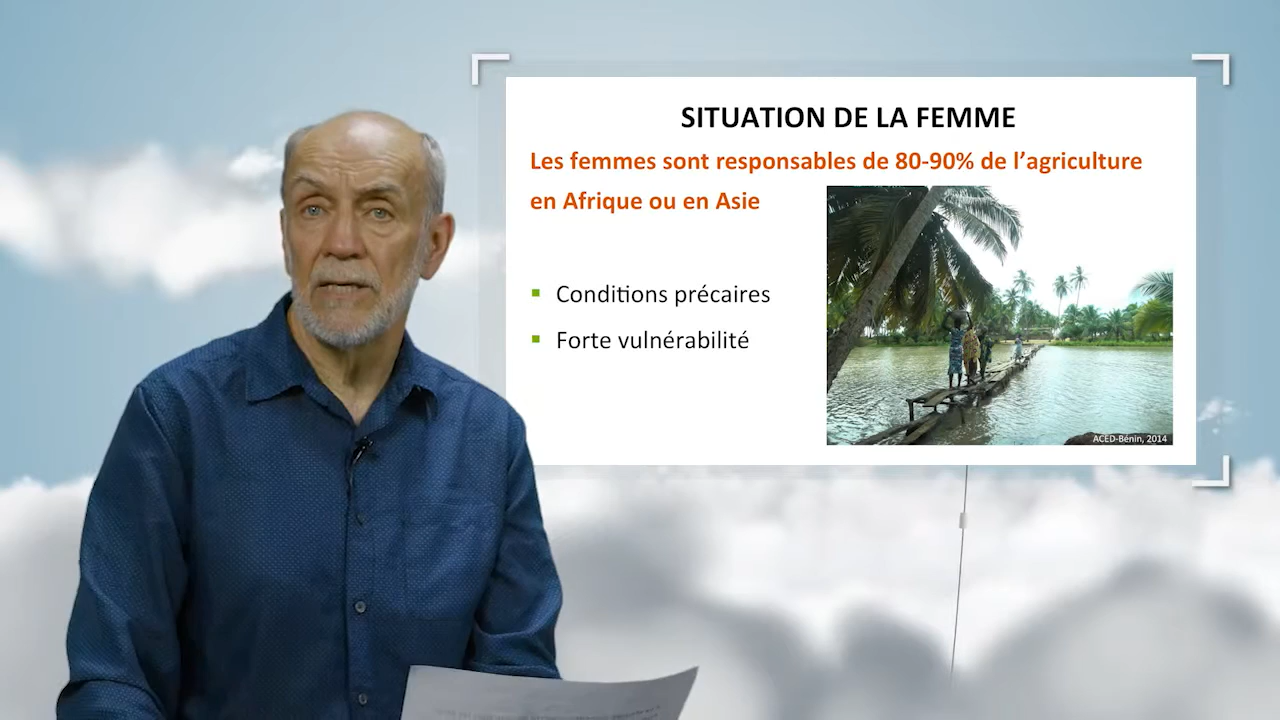 SITUATION DE LA FEMME
Les femmes sont responsables de 80-90% de l’agriculture
en Afrique ou en Asie
Conditions précaires
Forte vulnérabilité
ACED-Bénin, 2014